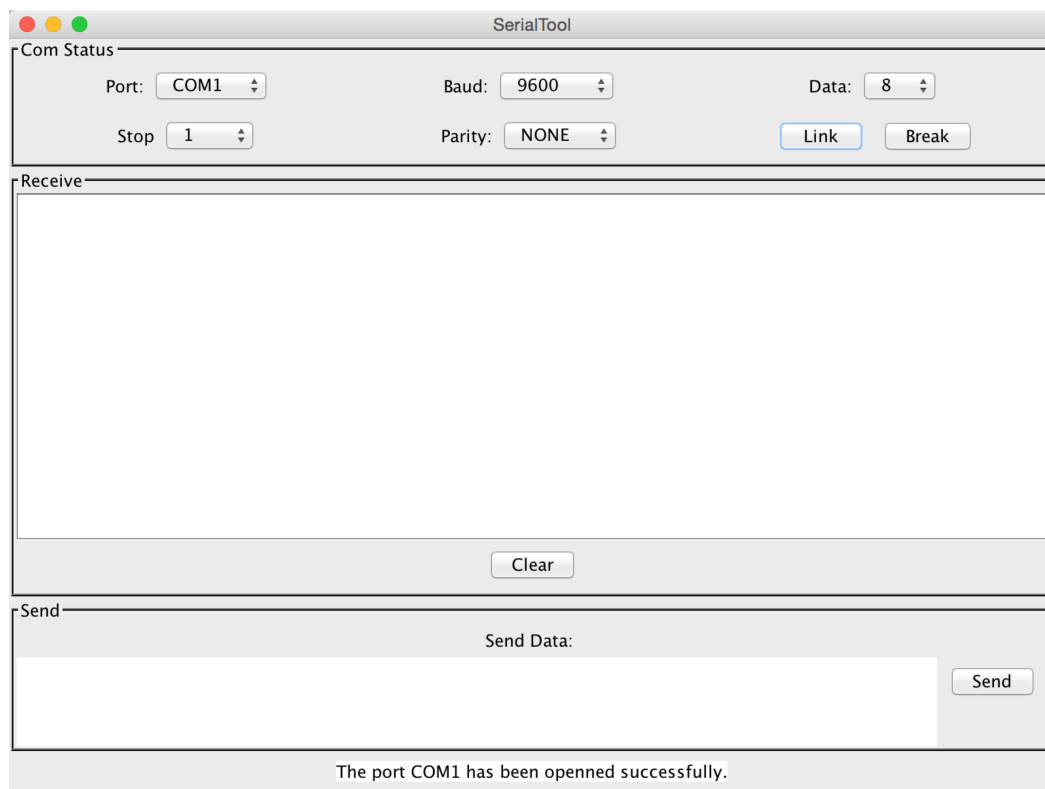 SerialTool
Com Status
Port: COM1 Baud: 9600 Data: 8
Stop 1 Parity: NONE Link Break
Receive
Clear
Send
Send Data:
Send
The port COM1 has been openned successfully.